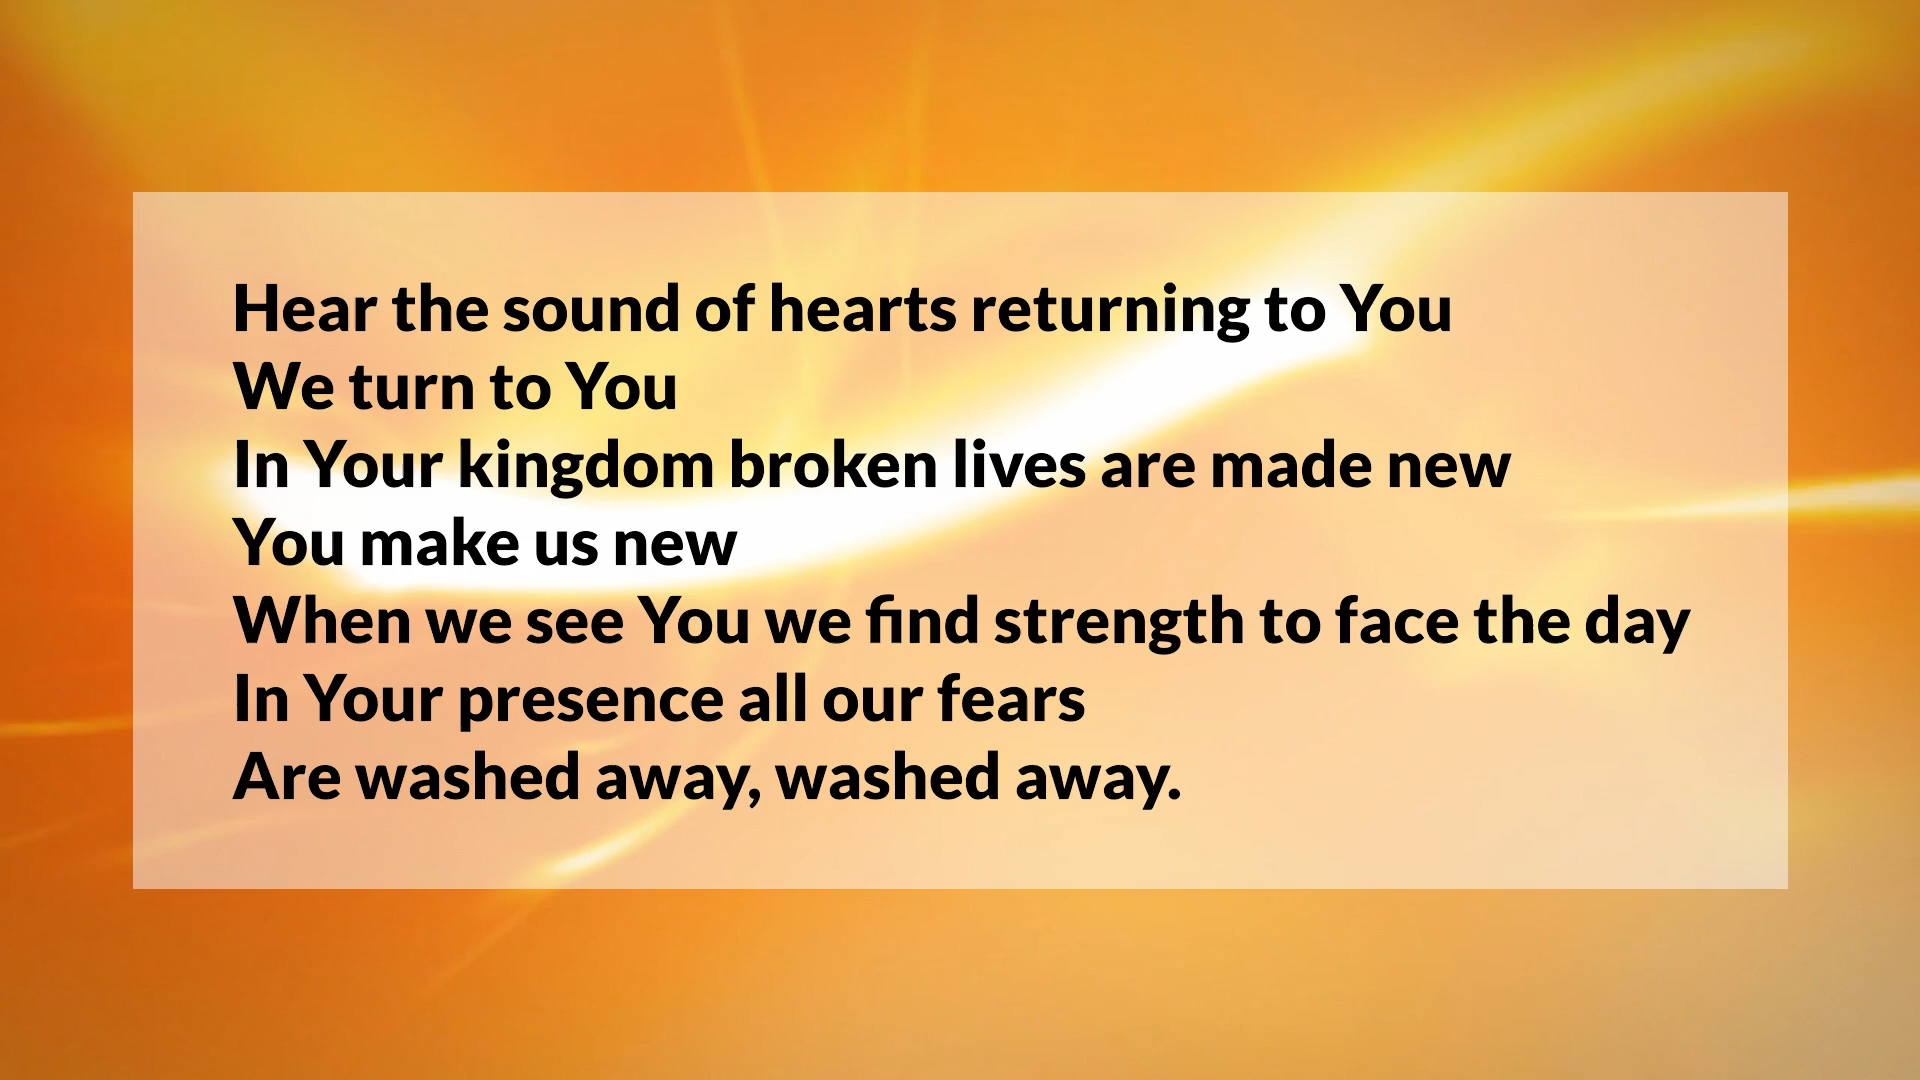 Hear the sound of hearts returning to You
We turn to You
In Your kingdom broken lives are made new
You make us new
When we see You we find strength to face the day
In Your presence all our fears
Are washed away, washed away.